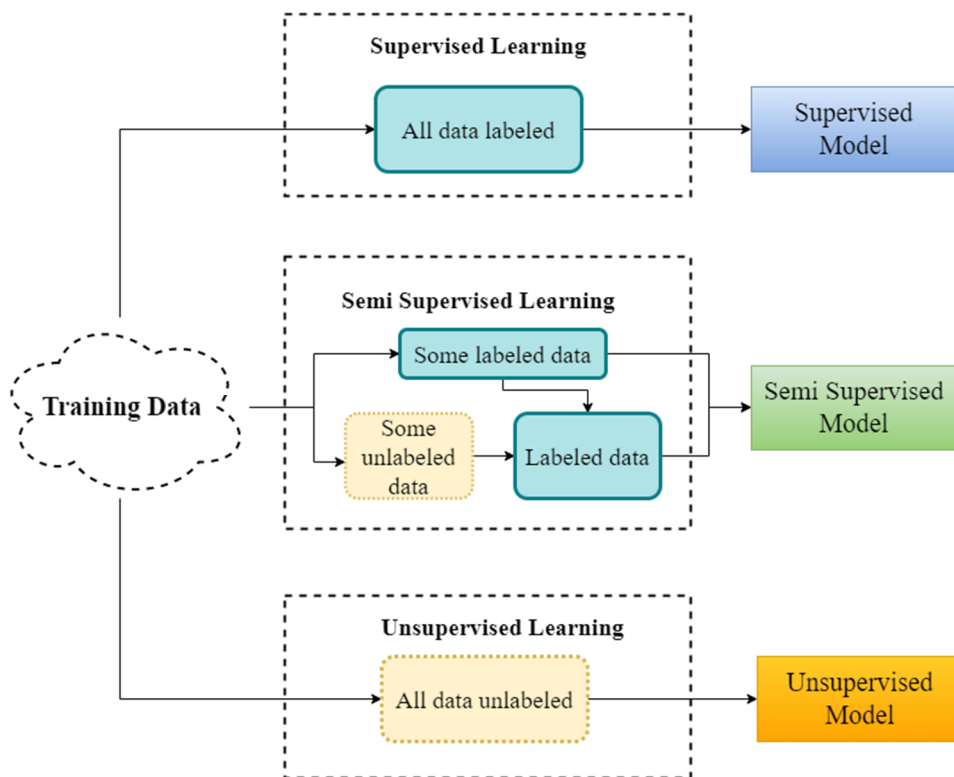 Supervised Learning
All data labeled
Supervised
Model
Semi Supervised Learning
Some labeled data
Training Data
Some
unlabeled
data
Labeled data
Semi Supervised
Model
Unsupervised Learning
All data unlabeled
Unsupervised
Model